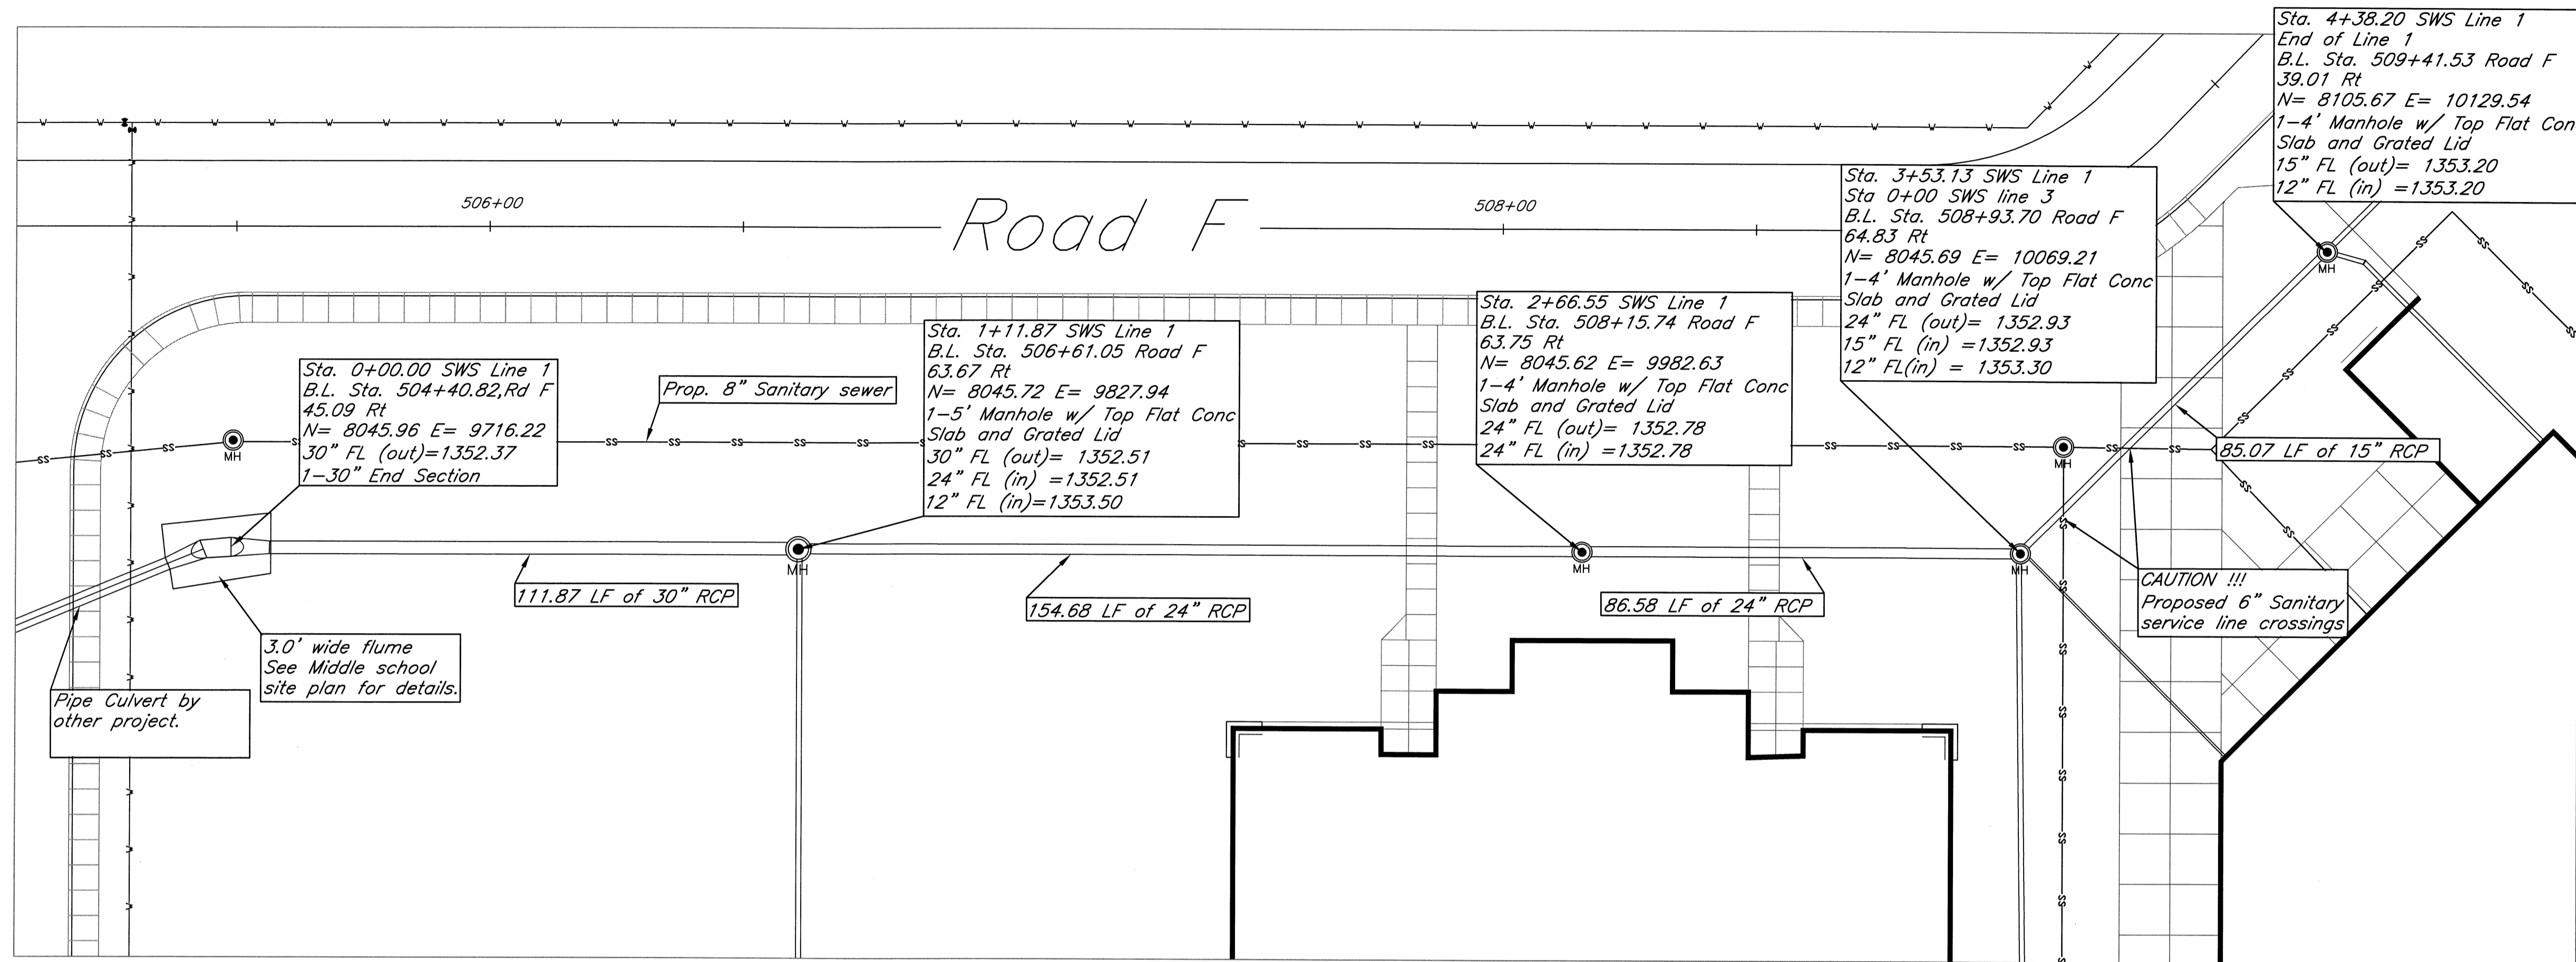 Sta. 4+38.20 SWS Line 1
End of Line 1
B.L. Sta. 509+41.53 Road F
39.01 Rt
N= 8105.67 E= 10129.54
1-4' Manhole w/ Top Flat Con
Slab and Grated Lid
15" FL (out)= 1353.20
12" FL (in) =1353.20
506+00
Road F
508+00
Sta. 3+53.13 SWS Line 1
Sta 0+00 SWS line 3
B.L. Sta. 508+93.70 Road F
64.83 Rt
N= 8045.69 E= 10069.21
1-4' Manhole w/ Top Flat Conc
Slab and Grated Lid
24" FL (out)= 1352.93
15" FL (in) =1352.93
12" FL(in) = 1353.30
MH
Sta. 2+66.55 SWS Line 1
B.L. Sta. 508+15.74 Road F
63.75 Rt
N= 8045.62 E= 9982.63
1-4' Manhole w/ Top Flat Conc
Slab and Grated Lid
24" FL (out)= 1352.78
24" FL (in) =1352.78
Sta. 1+11.87 SWS Line 1
B.L. Sta. 506+61.05 Road F
63.67 Rt
N= 8045.72 E= 9827.94
1-5' Manhole w/ Top Flat Conc
Slab and Grated Lid
30" FL (out)= 1352.51
24" FL (in) =1352.51
12" FL (in)=1353.50
Sta. 0+00.00 SWS Line 1
B.L. Sta. 504+40.82,Rd F
45.09 Rt
N= 8045.96 E= 9716.22
30" FL (out)=1352.37
1-30" End Section
Prop. 8" Sanitary sewer
MH
MH
85.07 LF of 15" RCP
MH
MH
MH
111.87 LF of 30" RCP
154.68 LF of 24" RCP
86.58 LF of 24" RCP
CAUTION !!!
Proposed 6" Sanitary
service line crossings
3.0' wide flume
See Middle school
site plan for details.
Pipe Culvert by
other project.